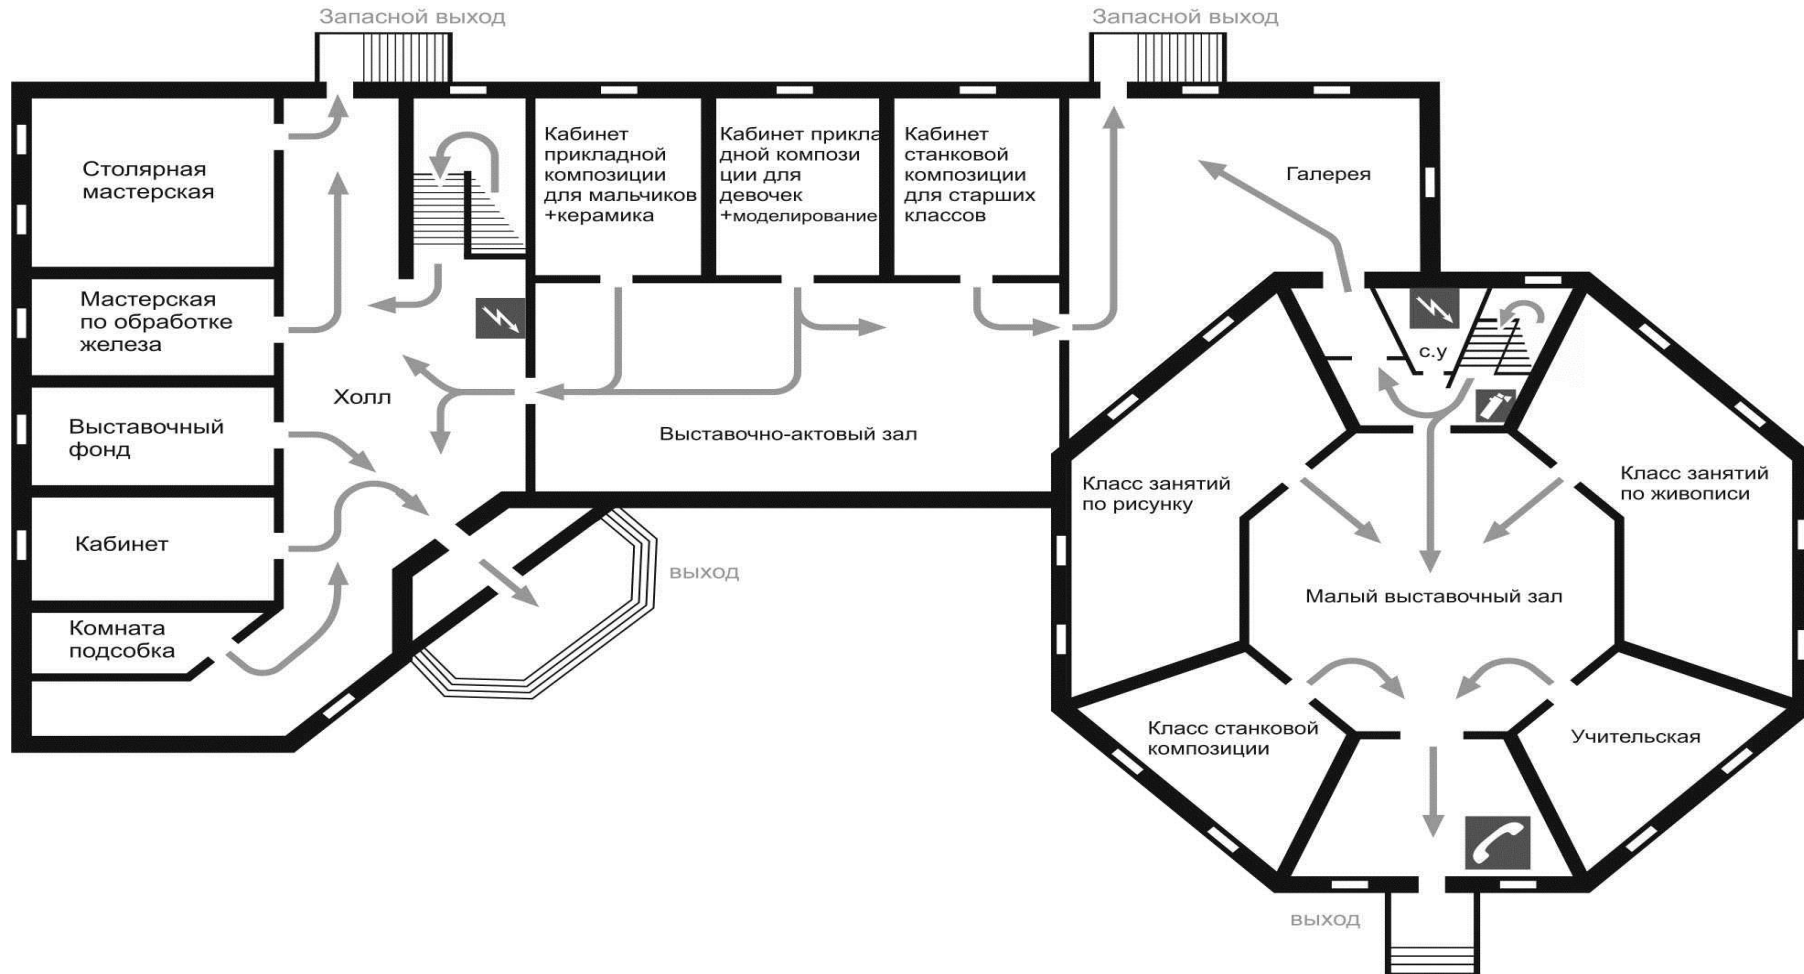 Запасной выход
Запасной выход
Столярная
мастерская
Кабинет
прикладной
композиции
для мальчиков
+керамика
Кабинет прикла
дной компози
ции для
девочек
+моделирование
Кабинет
станковой
композиции
для старших
классов
Галерея
Мастерская
по обработке
железа
с.у
Холл
Выставочный
фонд
Выставочно-актовый зал
Класс занятий
по рисунку
Класс занятий
по живописи
Кабинет
выход
Малый выставочный зал
Комната
подсобка
Класс станковой
композиции
Учительская
выход